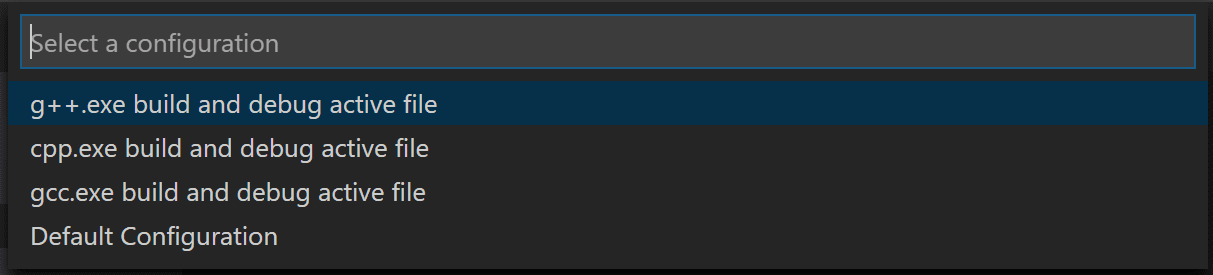 Select a configuration
g++.exe build and debug active file
cpp.exe build and debug active file
gcc.exe build and debug active file
Default Configuration